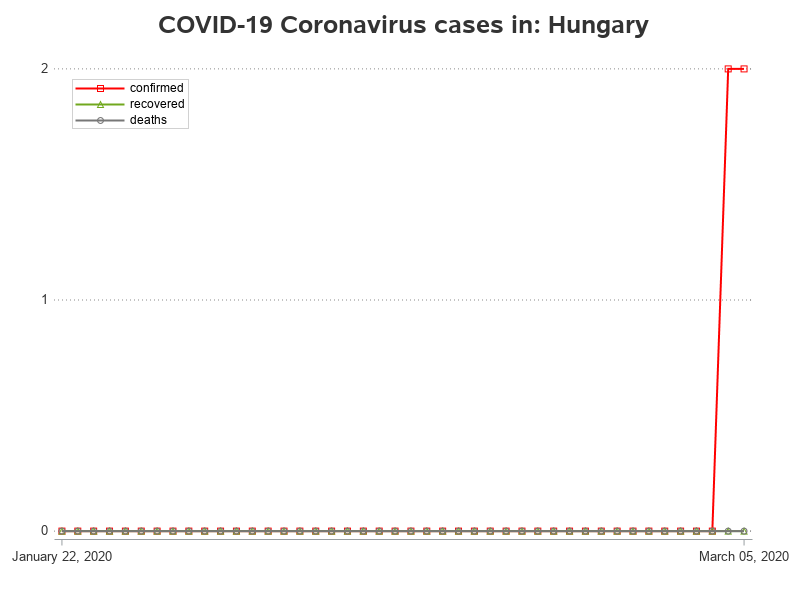 COVID-19 Coronavirus cases in: Hungary
2
confirmed
recovered
deaths
1
0
January 22, 2020
March 05, 2020